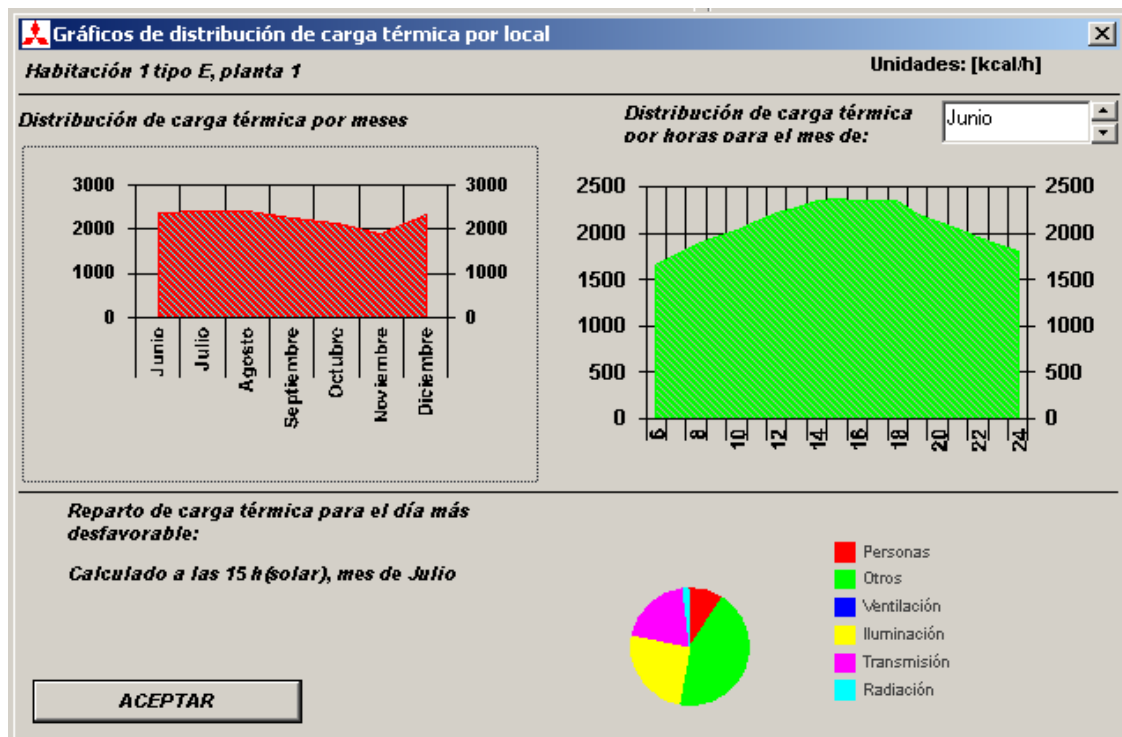 Gráficos de distribución de carga térmica por local
Habitación 1 tipo E, planta 1
Unidades: [kcal/h]
Distribución de carga térmica por meses
Distribución de carga térmica
por horas para el mes de:
Junio
3000
2000
1000
0
3000
2000
1000
0
Junio
Julio
Agosto
Septiembre
Octubre
Noviembre
Diciembre
2500
2000
1500
1000
500
0
2500
2000
1500
1000
500
0
6
8
10
12
14
16
18
20
22
24
Reparto de carga térmica para el día más
desfavorable:
Calculado a las 15 h(solar), mes de Julio
Personas
Otros
Ventilación
Iluminación
Transmisión
Radiación
ACEPTAR